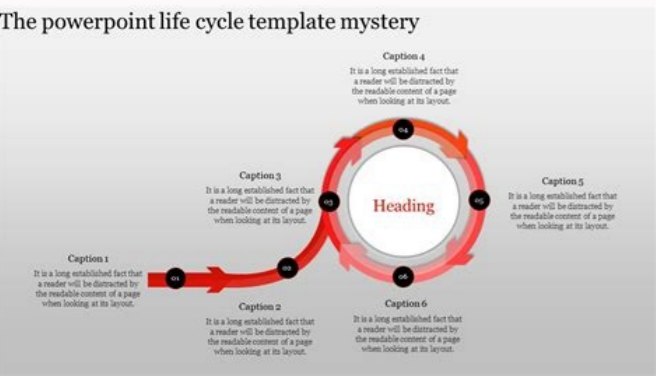 The powerpoint life cycle template mystery
Caption 1
It is a long established fact that
a reader will be distracted by
the readable content of a page
when looking at its layout.
01
02
Caption 2
It is a long established fact that
a reader will be distracted by
the readable content of a page
when looking at its layout.
Caption 3
It is a long established fact that
a reader will be distracted by
the readable content of a page
when looking at its layout.
03
Caption 4
It is a long established fact that
a reader will be distracted by
the readable content of a page
when looking at its layout.
04
Heading
05
Caption 5
It is a long established fact that
a reader will be distracted by
the readable content of a page
when looking at its layout.
06
Caption 6
It is a long established fact that
a reader will be distracted by
the readable content of a page
when looking at its layout.